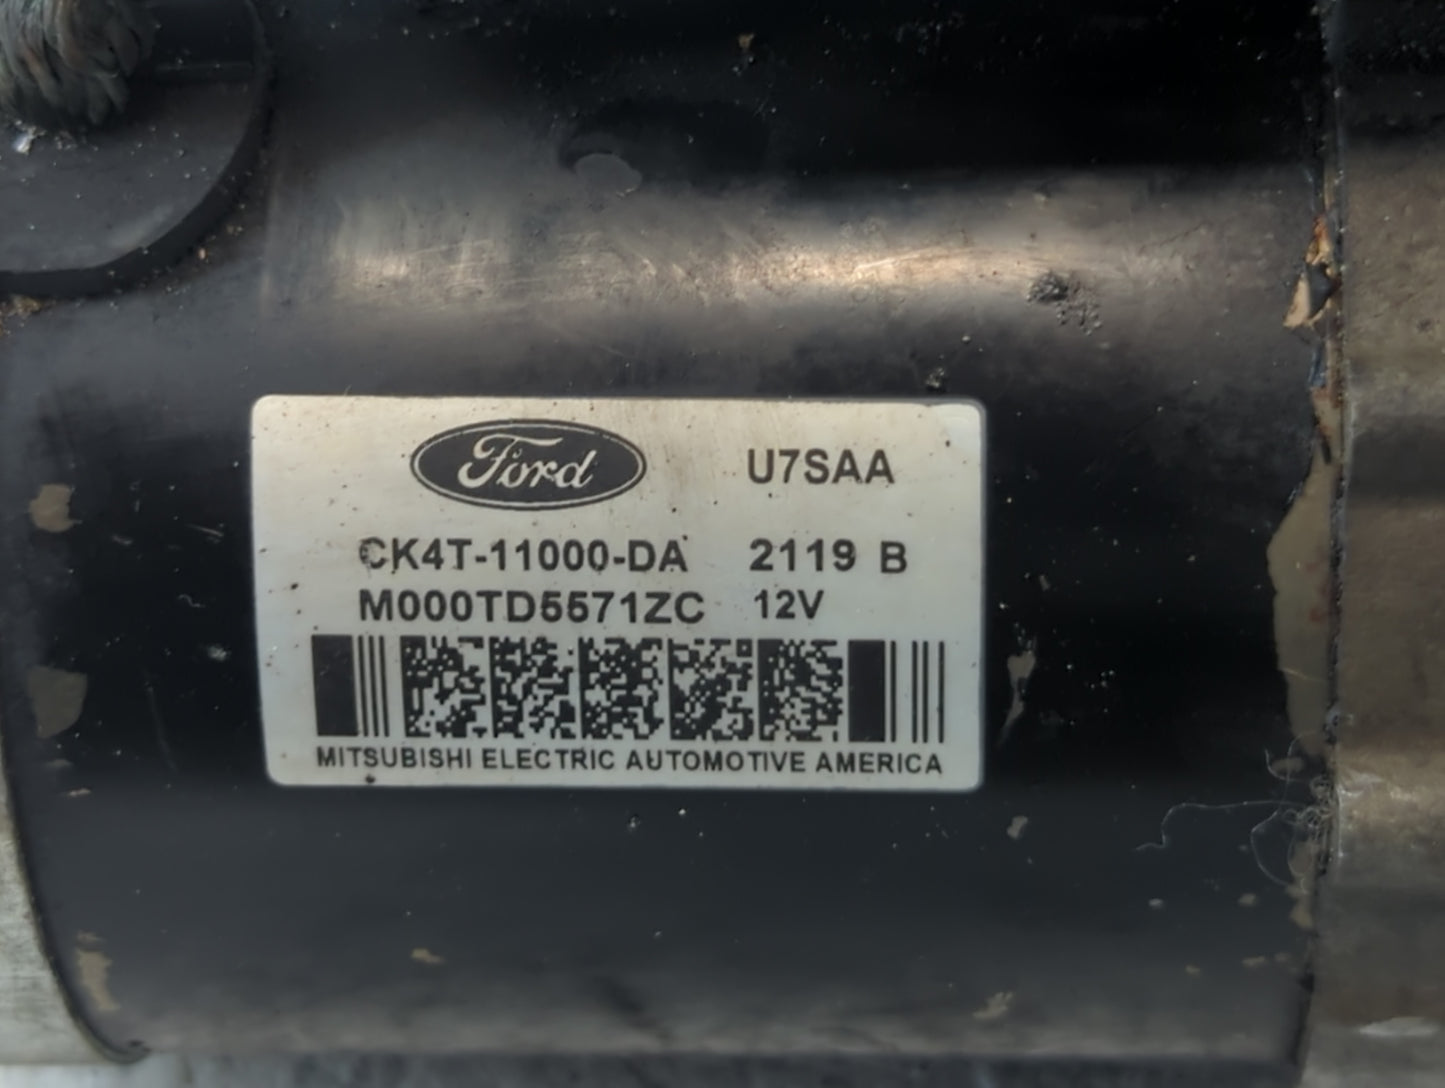 Ford U7SAA
CK4T-11000-DA 2119 B
M000TD5571ZC 12V
MITSUBISHI ELECTRIC AUTOMOTIVE AMERICA